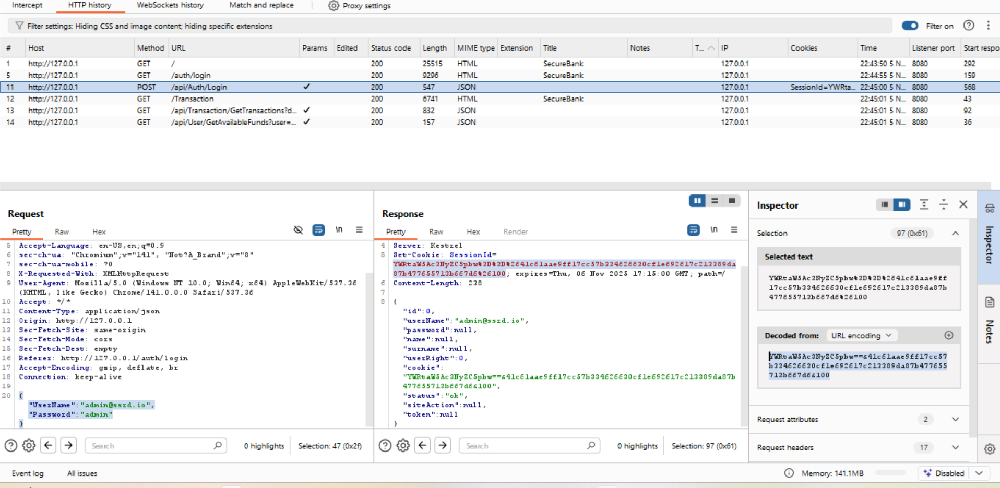 Intercept HTTP history WebSockets history Match and replace Proxy settings
Filter settings: Hiding CSS and image content; hiding specific extensions Filter on
# Host Method URL Params Edited Status code Length MIME type Extension Title Notes T... IP Cookies Time Listener port Start respo
1 http://127.0.0.1 GET / 200 25515 HTML SecureBank 127.0.0.1 22:43:50 5 N... 8080 292
5 http://127.0.0.1 GET /auth/login 200 9296 HTML SecureBank 127.0.0.1 22:44:55 5 N... 8080 159
11 http://127.0.0.1 POST /api/Auth/Login ✓ 200 547 JSON 127.0.0.1 SessionId=YWRta... 22:45:00 5 N... 8080 568
12 http://127.0.0.1 GET /Transaction 200 6741 HTML SecureBank 127.0.0.1 22:45:01 5 N... 8080 43
13 http://127.0.0.1 GET /api/Transaction/GetTransactions?d... ✓ 200 832 JSON 127.0.0.1 22:45:01 5 N... 8080 92
14 http://127.0.0.1 GET /api/User/GetAvailableFunds?user=... ✓ 200 157 JSON 127.0.0.1 22:45:01 5 N... 8080 36
Request
Pretty Raw Hex \n
5 Accept-Language: en-US,en;q=0.9
6 sec-ch-ua: "Chromium";v="141", "Not?A_Brand";v="8"
7 sec-ch-ua-mobile: ?0
8 X-Requested-With: XMLHttpRequest
9 User-Agent: Mozilla/5.0 (Windows NT 10.0; Win64; x64) AppleWebKit/537.36
(KHTML, like Gecko) Chrome/141.0.0.0 Safari/537.36
10 Accept: */*
11 Content-Type: application/json
12 Origin: http://127.0.0.1
13 Sec-Fetch-Site: same-origin
14 Sec-Fetch-Mode: cors
15 Sec-Fetch-Dest: empty
16 Referer: http://127.0.0.1/auth/login
17 Accept-Encoding: gzip, deflate, br
18 Connection: keep-alive
19
20 {
"UserName":"admin@ssrd.io",
"Password":"admin"
}
Search 0 highlights Selection: 47 (0x2f)
Response
Pretty Raw Hex Render \n
4 Server: Kestrel
5 Set-Cookie: SessionId=
YWRtaW5Ac3NyZC5pbw%3D%3D%2641c61aae9ff17cc57b334626630cf1e692617c213389da
87b477655713b667d6%26100; expires=Thu, 06 Nov 2025 17:15:00 GMT; path=/
6 Content-Length: 238
7
8 {
"id":0,
"userName":"admin@ssrd.io",
"password":null,
"name":null,
"surname":null,
"userRight":0,
"cookie":
"YWRtaW5Ac3NyZC5pbw==&41c61aae9ff17cc57b334626630cf1e692617c213389da87b
477655713b667d6&100",
"status":"ok",
"siteAction":null,
"token":null
}
Search 0 highlights Selection: 97 (0x61)
Inspector
Selection 97 (0x61)
Selected text
YWRtaW5Ac3NyZC5pbw%3D%3D%2641c61aae9ff
17cc57b334626630cf1e692617c213389da87b
477655713b667d6%26100
Decoded from: URL encoding
YWRtaW5Ac3NyZC5pbw==&41c61aae9ff17cc57
b334626630cf1e692617c213389da87b477655
713b667d6&100
Request attributes 2
Request headers 17
Inspector
Notes
Event log All issues Memory: 141.1MB Disabled